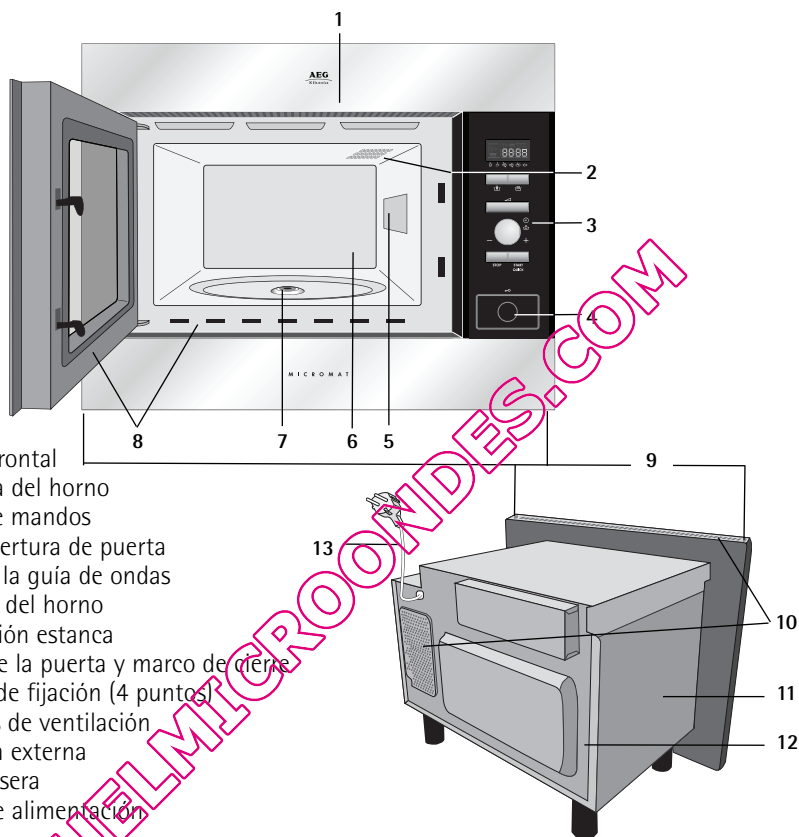 1
AEG
2
3
STOP
START
QUICK
4
MICROMAT
8
7
6
5
9
rontal
del horno
mandos
ertura de puerta
la guía de ondas
del horno
ión estanca
e la puerta y marco de cierre
de fijación (4 puntos)
de ventilación
externa
sera
e alimentación
13
10
11
12
UELMICROONDES.COM